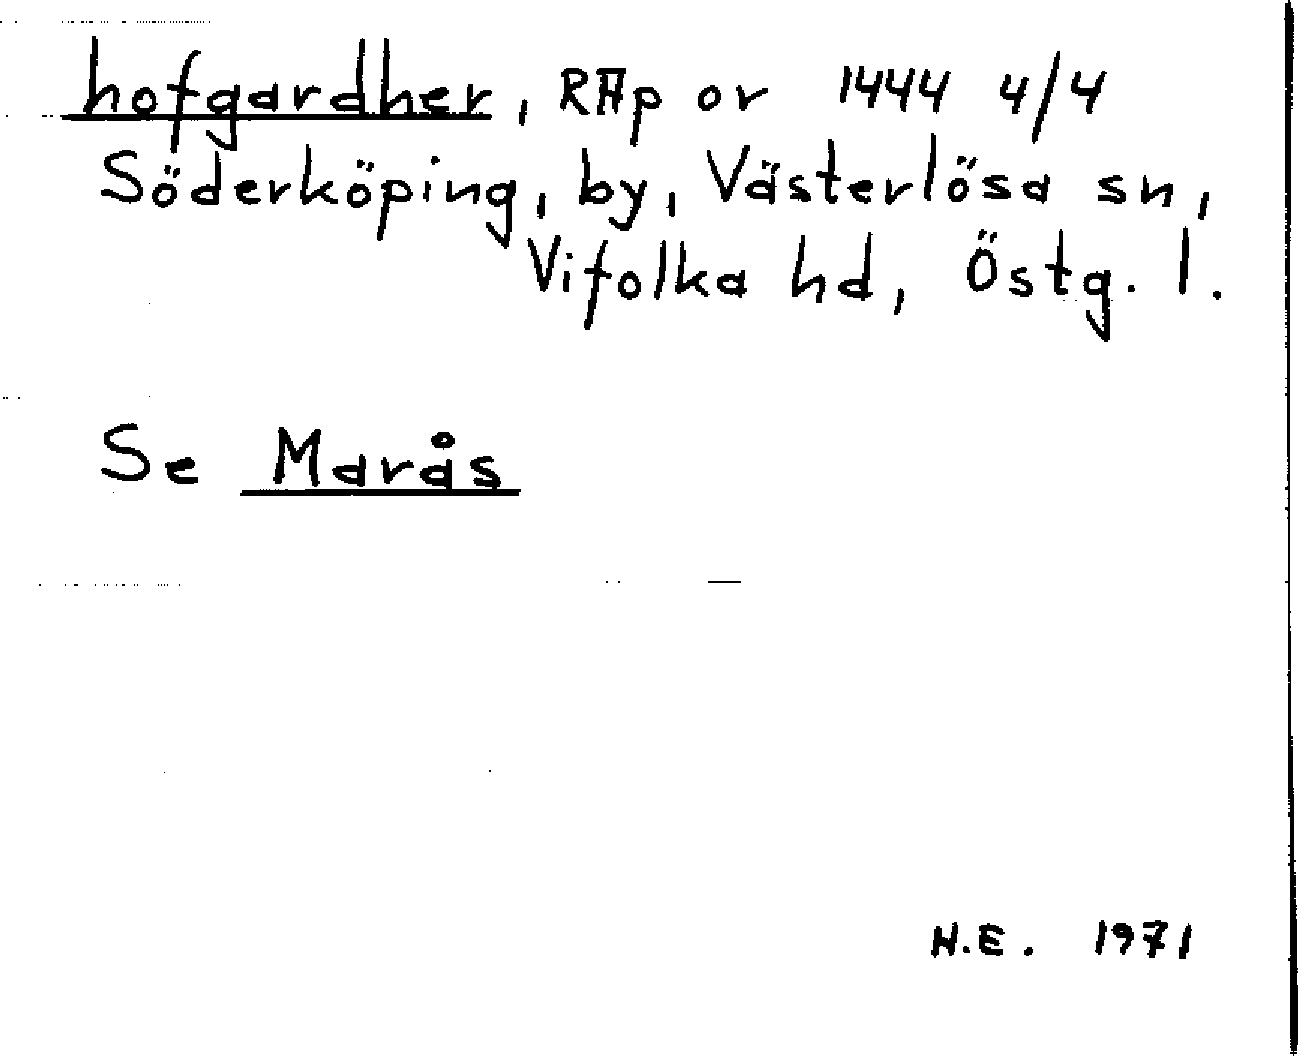 hofgardher, RAp or 1444 4/4
Söderköping, by, Västerlösa sn,
Vifolka hd, Östg. l.
Se Marås
N.E. 1971